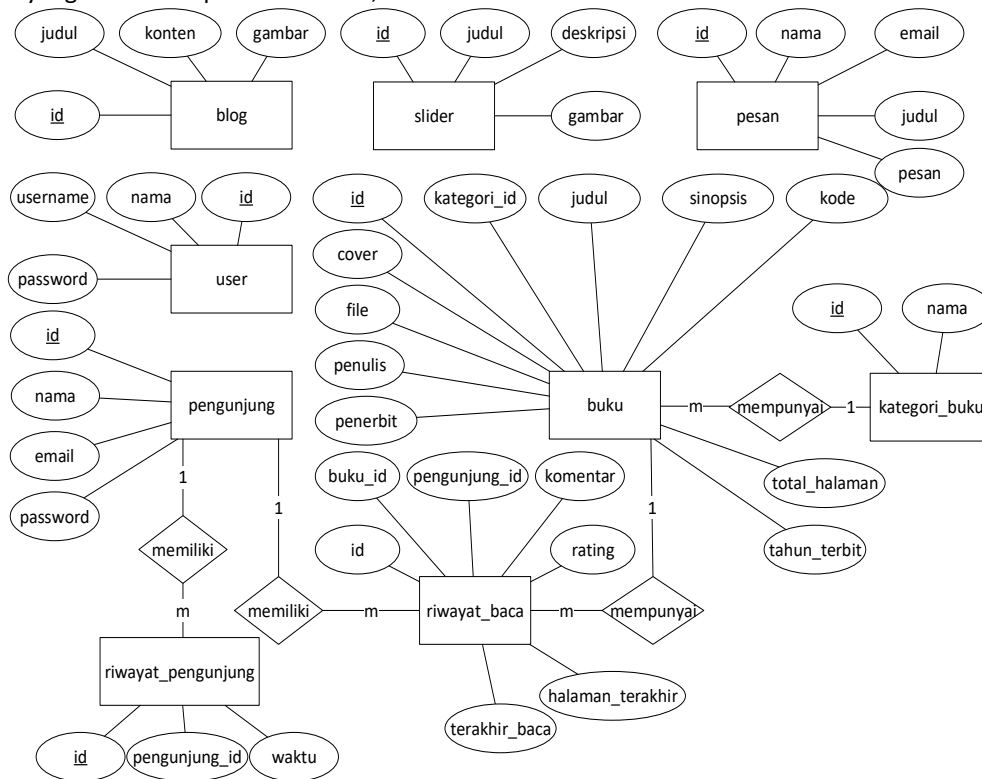 judul konten gambar id judul deskripsi id nama email
id blog slider gambar pesan judul
pesan
username nama id id kategori_id judul sinopsis kode
password user cover
id file id nama
nama pengunjung penulis buku m mempunyai 1 kategori_buku
email penerbit
password 1 1 buku_id pengunjung_id komentar 1 total_halaman
memiliki id rating tahun_terbit
m memiliki m riwayat_baca m mempunyai
riwayat_pengunjung halaman_terakhir
terakhir_baca
id pengunjung_id waktu